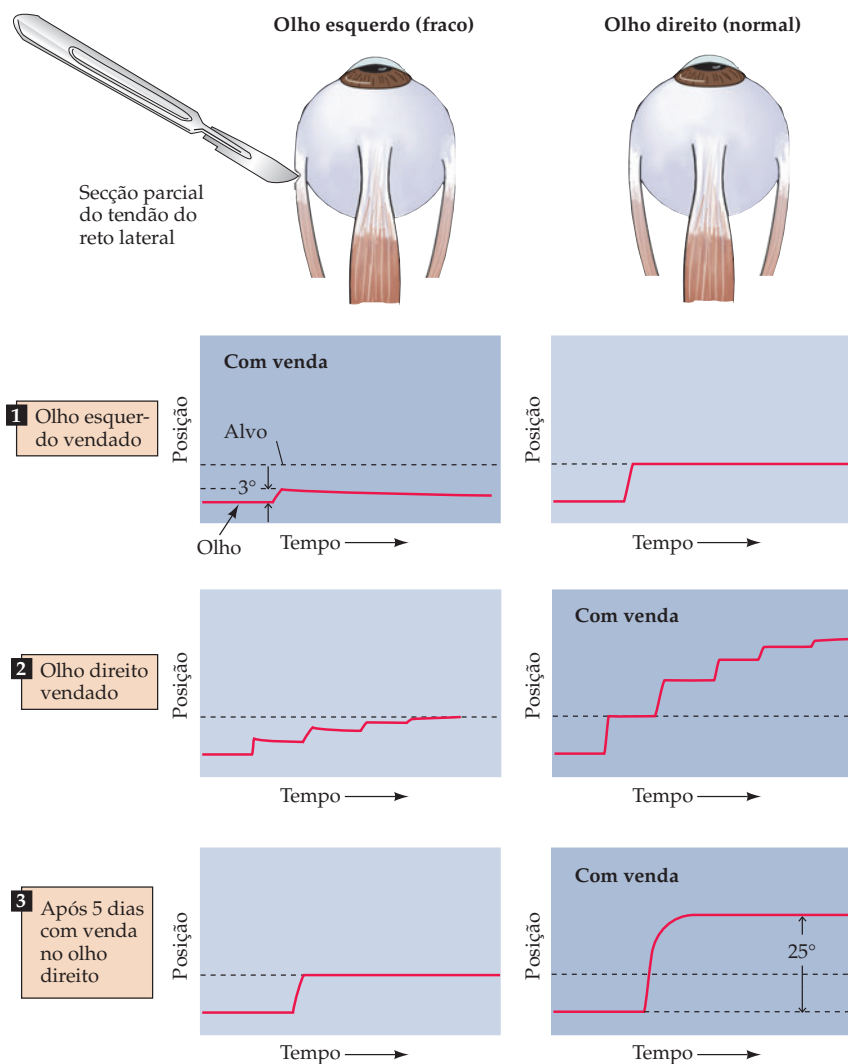 Olho esquerdo (fraco)
Olho direito (normal)
Secção parcial
do tendão do
reto lateral
1 Olho esquer-
do vendado
Posição
Com venda
Alvo
3°
Olho
Tempo
Posição
Tempo
2 Olho direito
vendado
Posição
Tempo
Posição
Com venda
Tempo
3 Após 5 dias
com venda
no olho
direito
Posição
Tempo
Posição
Com venda
25°
Tempo